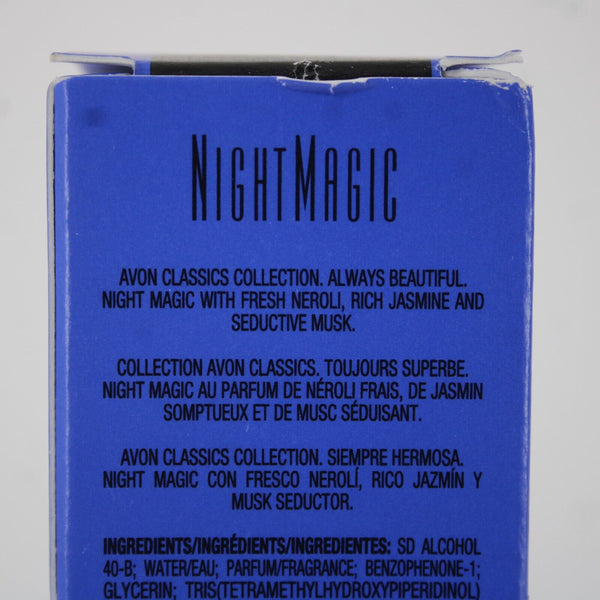 NIGHTMAGIC
AVON CLASSICS COLLECTION. ALWAYS BEAUTIFUL.
NIGHT MAGIC WITH FRESH NEROLI, RICH JASMINE AND
SEDUCTIVE MUSK.
COLLECTION AVON CLASSICS. TOUJOURS SUPERBE.
NIGHT MAGIC AU PARFUM DE NÉROLI FRAIS, DE JASMIN
SOMPTUEUX ET DE MUSC SÉDUISANT.
AVON CLASSICS COLLECTION. SIEMPRE HERMOSA.
NIGHT MAGIC CON FRESCO NEROLÍ, RICO JAZMÍN Y
MUSK SEDUCTOR.
INGREDIENTS/INGRÉDIENTS/INGREDIENTES: SD ALCOHOL
40-B; WATER/EAU; PARFUM/FRAGRANCE; BENZOPHENONE-1;
GLYCERIN; TRIS(TETRAMETHYLHYDROXYPIPERIDINOL)